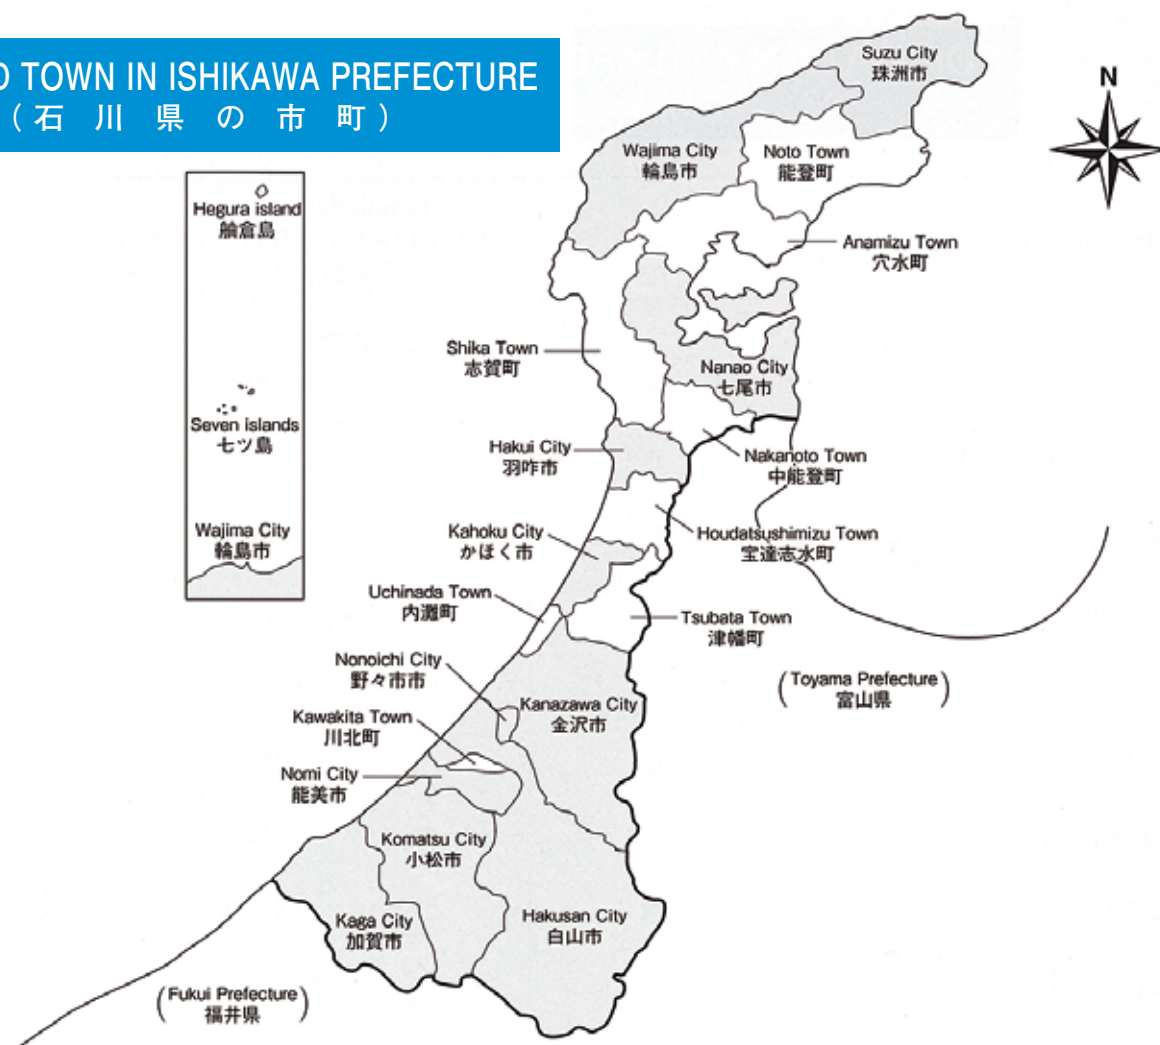 D TOWN IN ISHIKAWA PREFECTURE
(石川県の市町)
N
Suzu City
珠洲市
Wajima City
輪島市
Noto Town
能登町
Hegura island
舳倉島
Anamizu Town
穴水町
Shika Town
志賀町
Nanao City
七尾市
Seven islands
七ツ島
Hakui City
羽咋市
Nakanoto Town
中能登町
Wajima City
輪島市
Kahoku City
かほく市
Houdatsushimizu Town
宝達志水町
Uchinada Town
内灘町
Tsubata Town
津幡町
Nonoichi City
野々市市
(Toyama Prefecture)
富山県
Kanazawa City
金沢市
Kawakita Town
川北町
Nomi City
能美市
Komatsu City
小松市
Kaga City
加賀市
Hakusan City
白山市
(Fukui Prefecture)
福井県